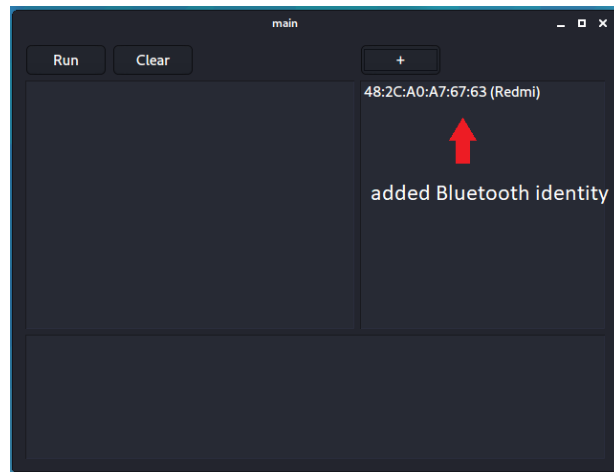 main
Run
Clear
+
48:2C:A0:A7:67:63 (Redmi)
added Bluetooth identity